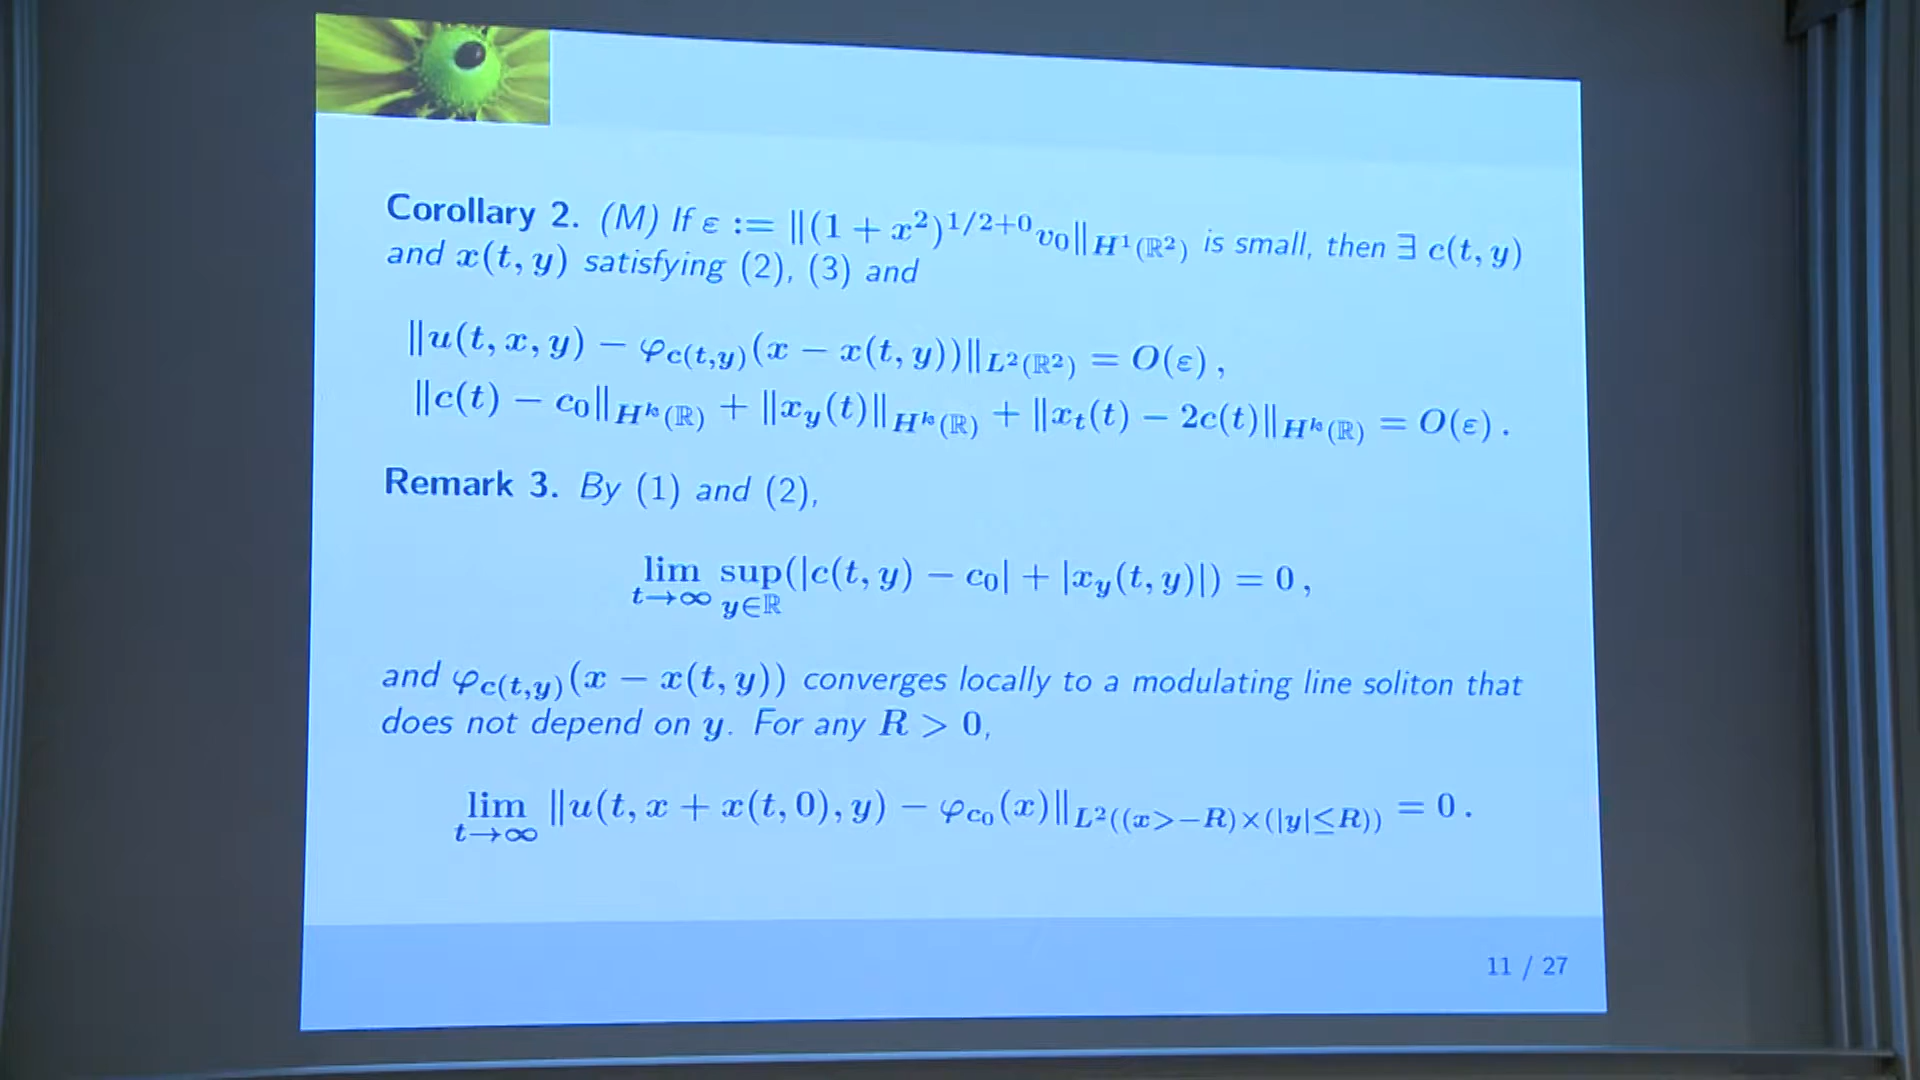 Corollary 2. (M) If ε := ‖(1 + x²)^{1/2+0} v₀‖_{H¹(ℝ²)} is small, then ∃ c(t, y)
and x(t, y) satisfying (2), (3) and
‖u(t, x, y) − φ_{c(t,y)}(x − x(t, y))‖_{L²(ℝ²)} = O(ε) ,
‖c(t) − c₀‖_{H^k(ℝ)} + ‖x_y(t)‖_{H^k(ℝ)} + ‖x_t(t) − 2c(t)‖_{H^k(ℝ)} = O(ε) .
Remark 3. By (1) and (2),
lim_{t→∞} sup_{y∈ℝ} (|c(t, y) − c₀| + |x_y(t, y)|) = 0 ,
and φ_{c(t,y)}(x − x(t, y)) converges locally to a modulating line soliton that
does not depend on y. For any R > 0,
lim_{t→∞} ‖u(t, x + x(t, 0), y) − φ_{c₀}(x)‖_{L²((x>−R)×(|y|≤R))} = 0 .
11 / 27